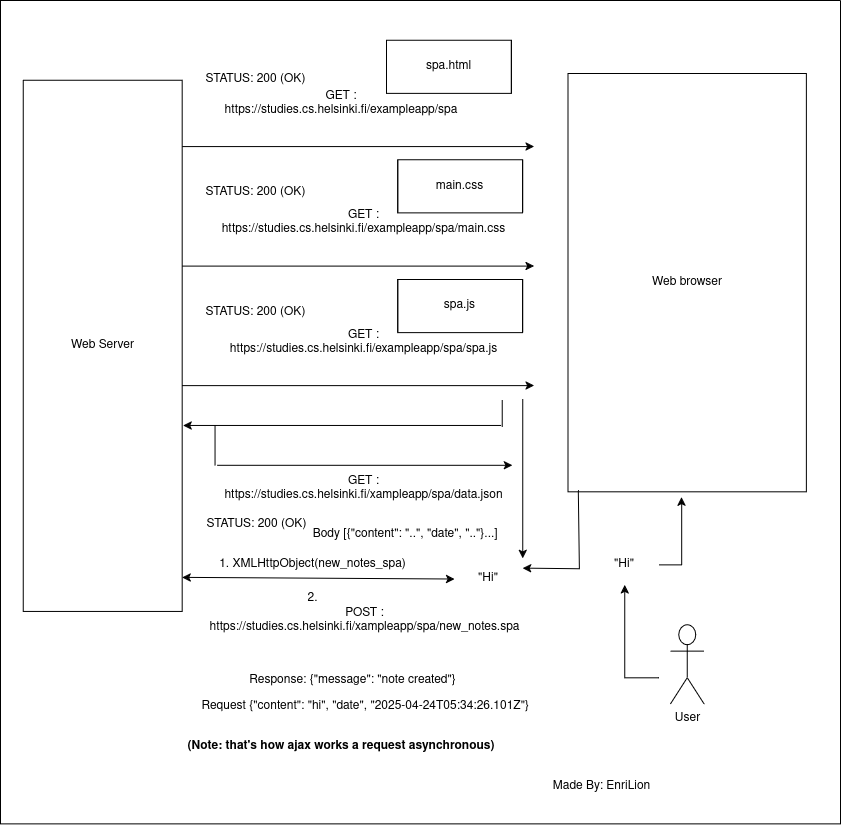 spa.html
STATUS: 200 (OK)
GET :
https://studies.cs.helsinki.fi/exampleapp/spa
main.css
STATUS: 200 (OK)
GET :
https://studies.cs.helsinki.fi/exampleapp/spa/main.css
Web browser
spa.js
STATUS: 200 (OK)
GET :
https://studies.cs.helsinki.fi/exampleapp/spa/spa.js
Web Server
GET :
https://studies.cs.helsinki.fi/xampleapp/spa/data.json
STATUS: 200 (OK)
Body [{"content": "..", "date", ".."}...]
1. XMLHttpObject(new_notes_spa)
"Hi"
"Hi"
2.
POST :
https://studies.cs.helsinki.fi/xampleapp/spa/new_notes.spa
Response: {"message": "note created"}
Request {"content": "hi", "date", "2025-04-24T05:34:26.101Z"}
User
(Note: that's how ajax works a request asynchronous)
Made By: EnriLion